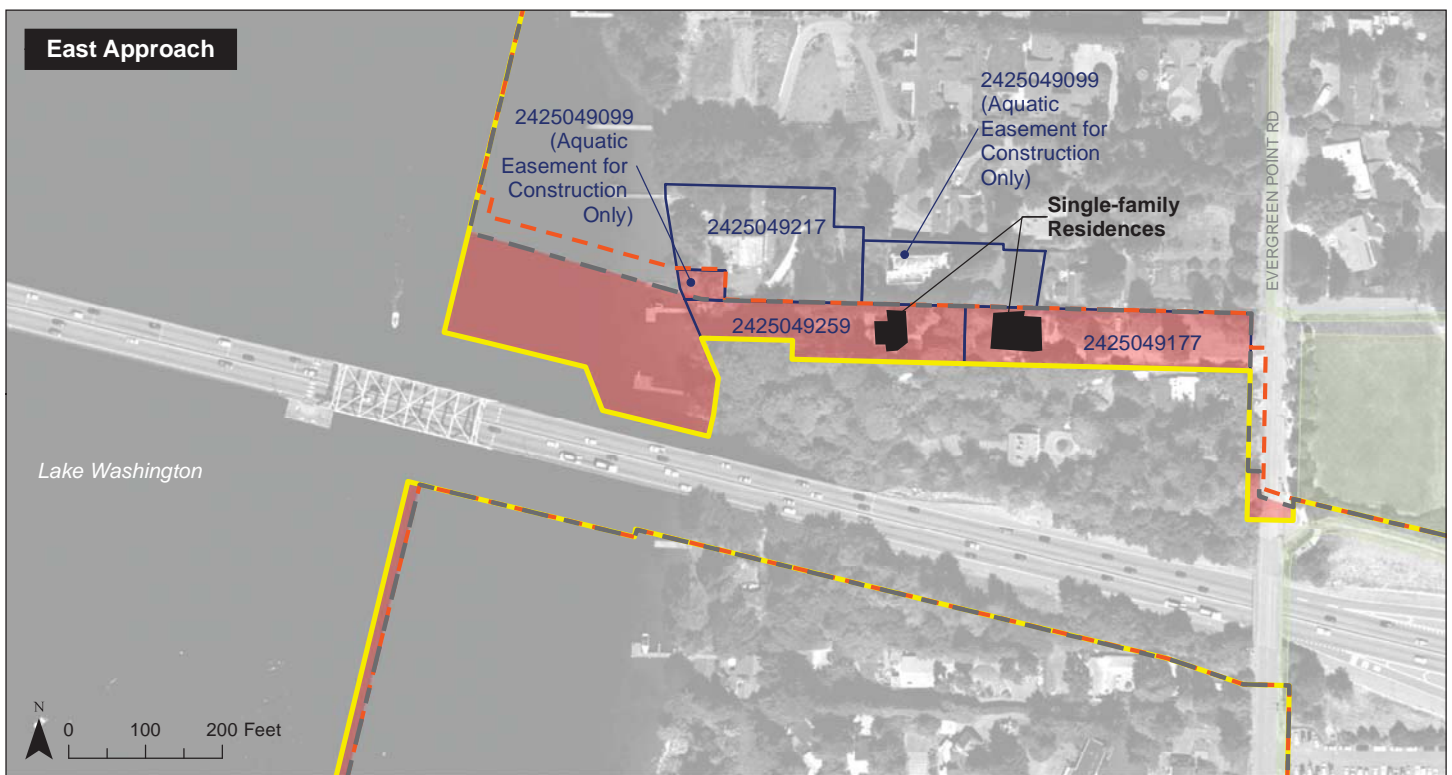 East Approach
2425049099
(Aquatic
Easement for
Construction
Only)
2425049099
(Aquatic
Easement for
Construction
Only)
Single-family
Residences
2425049217
2425049259
2425049177
EVERGREEN POINT RD
Lake Washington
N
0 100 200 Feet